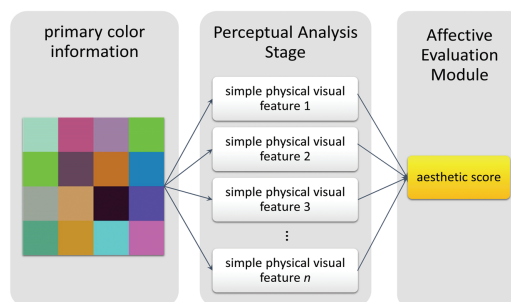 primary color
information
Perceptual Analysis
Stage
simple physical visual
feature 1
simple physical visual
feature 2
simple physical visual
feature 3
...
simple physical visual
feature n
Affective
Evaluation
Module
aesthetic score